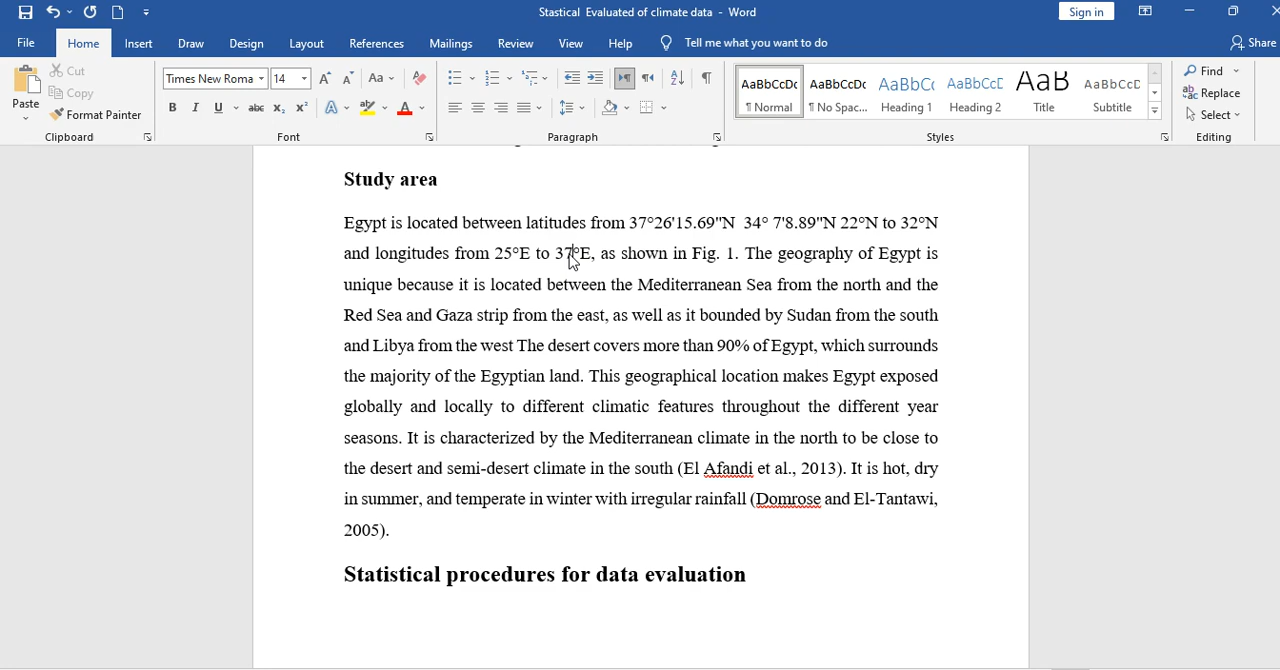 Stastical Evaluated of climate data - Word
Sign in
File Home Insert Draw Design Layout References Mailings Review View Help Tell me what you want to do Share
Paste Cut Copy Format Painter
Times New Roma 14 Aa
B I U abc X₂ X² A A
AaBbCcDc ¶ Normal
AaBbCcDc ¶ No Spac...
AaBbCc Heading 1
AaBbCcC Heading 2
AaB Title
AaBbCcC Subtitle
Find
Replace
Select
Clipboard Font Paragraph Styles Editing
Study area
Egypt is located between latitudes from 37°26'15.69"N 34° 7'8.89"N 22°N to 32°N
and longitudes from 25°E to 37°E, as shown in Fig. 1. The geography of Egypt is
unique because it is located between the Mediterranean Sea from the north and the
Red Sea and Gaza strip from the east, as well as it bounded by Sudan from the south
and Libya from the west The desert covers more than 90% of Egypt, which surrounds
the majority of the Egyptian land. This geographical location makes Egypt exposed
globally and locally to different climatic features throughout the different year
seasons. It is characterized by the Mediterranean climate in the north to be close to
the desert and semi-desert climate in the south (El Afandi et al., 2013). It is hot, dry
in summer, and temperate in winter with irregular rainfall (Domrose and El-Tantawi,
2005).
Statistical procedures for data evaluation